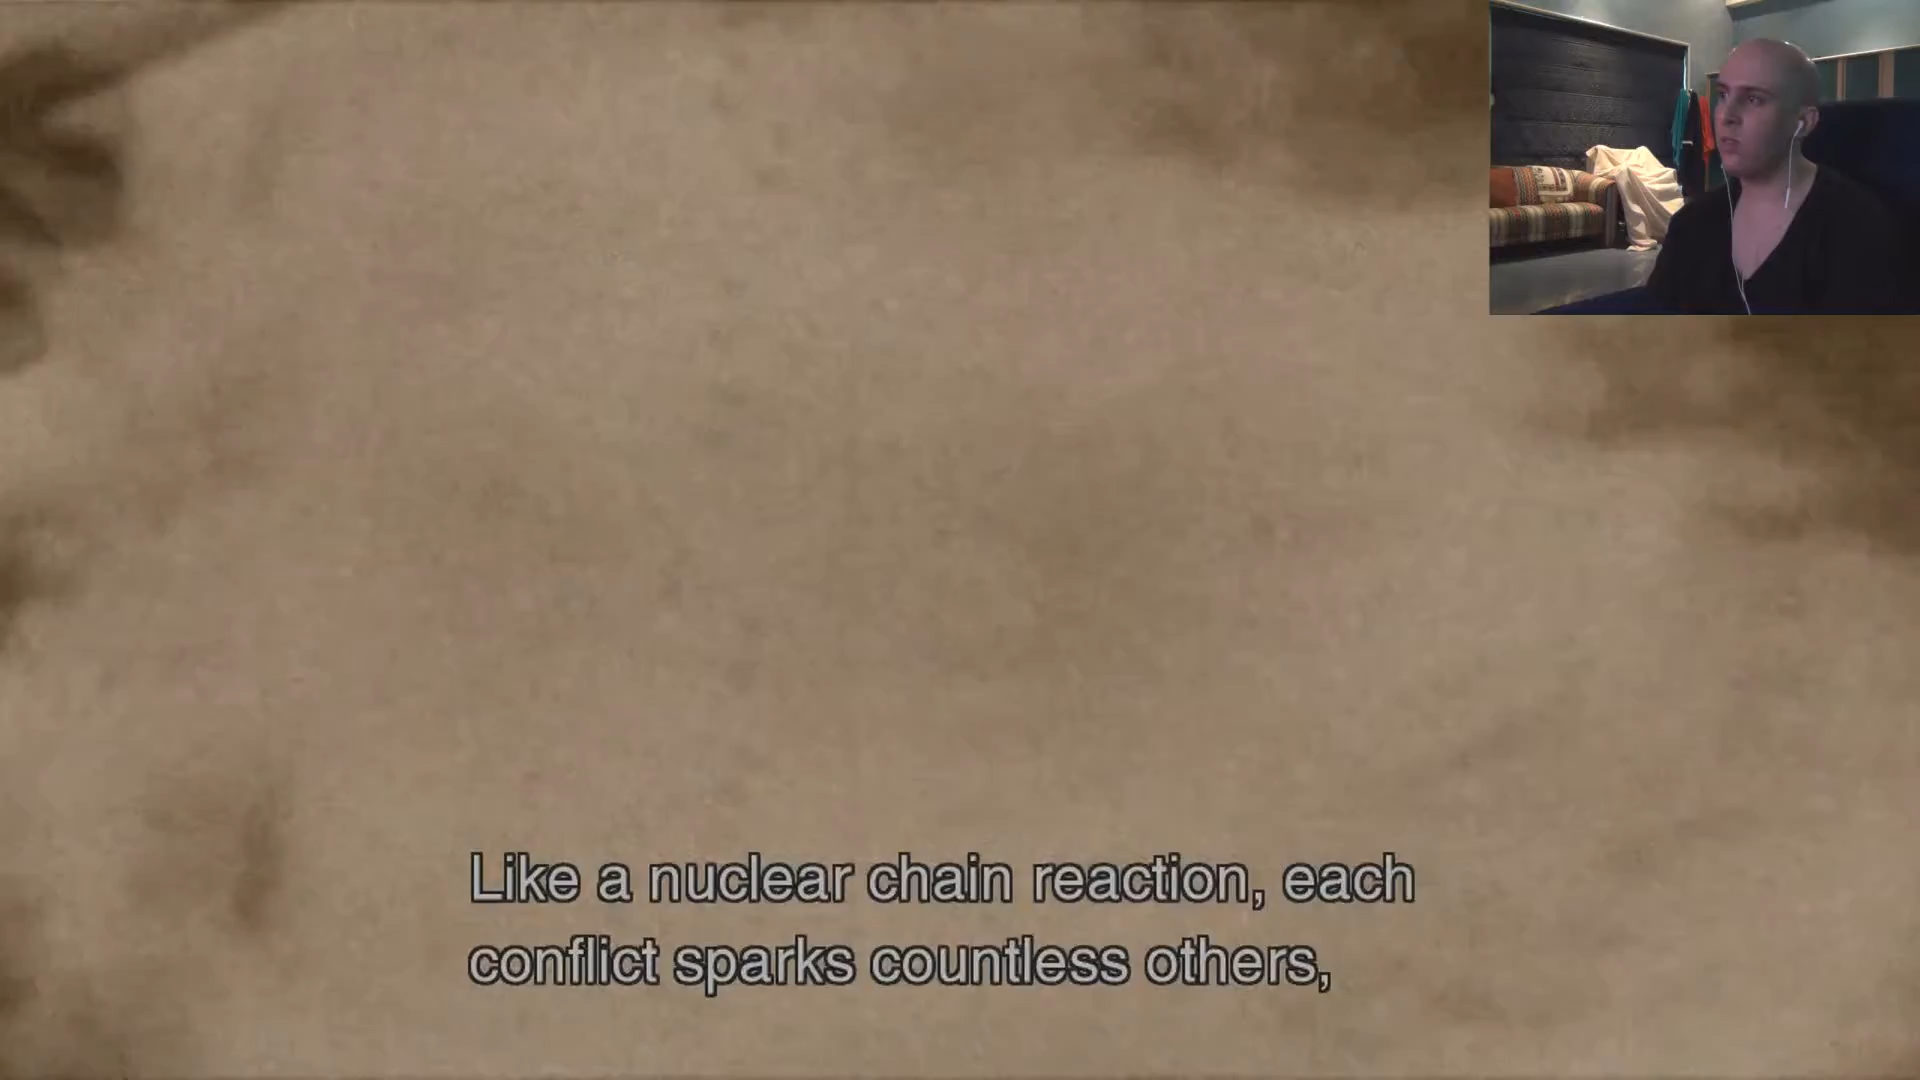 Like a nuclear chain reaction, each
conflict sparks countless others,